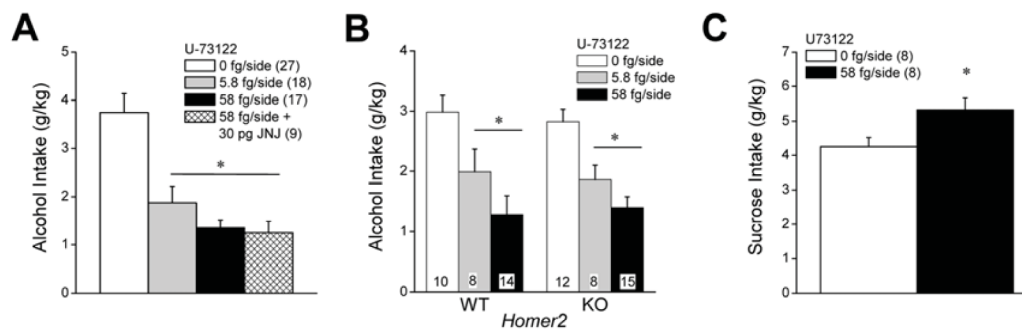 A
U-73122
0 fg/side (27)
5.8 fg/side (18)
58 fg/side (17)
58 fg/side +
30 pg JNJ (9)
*
Alcohol Intake (g/kg)
5
4
3
2
1
0
B
U-73122
0 fg/side
5.8 fg/side
58 fg/side
*
*
Alcohol Intake (g/kg)
4
3
2
1
0
10 8 14 12 8 15
WT KO
Homer2
C
U73122
0 fg/side (8)
58 fg/side (8)
*
Sucrose Intake (g/kg)
7
6
5
4
3
2
1
0